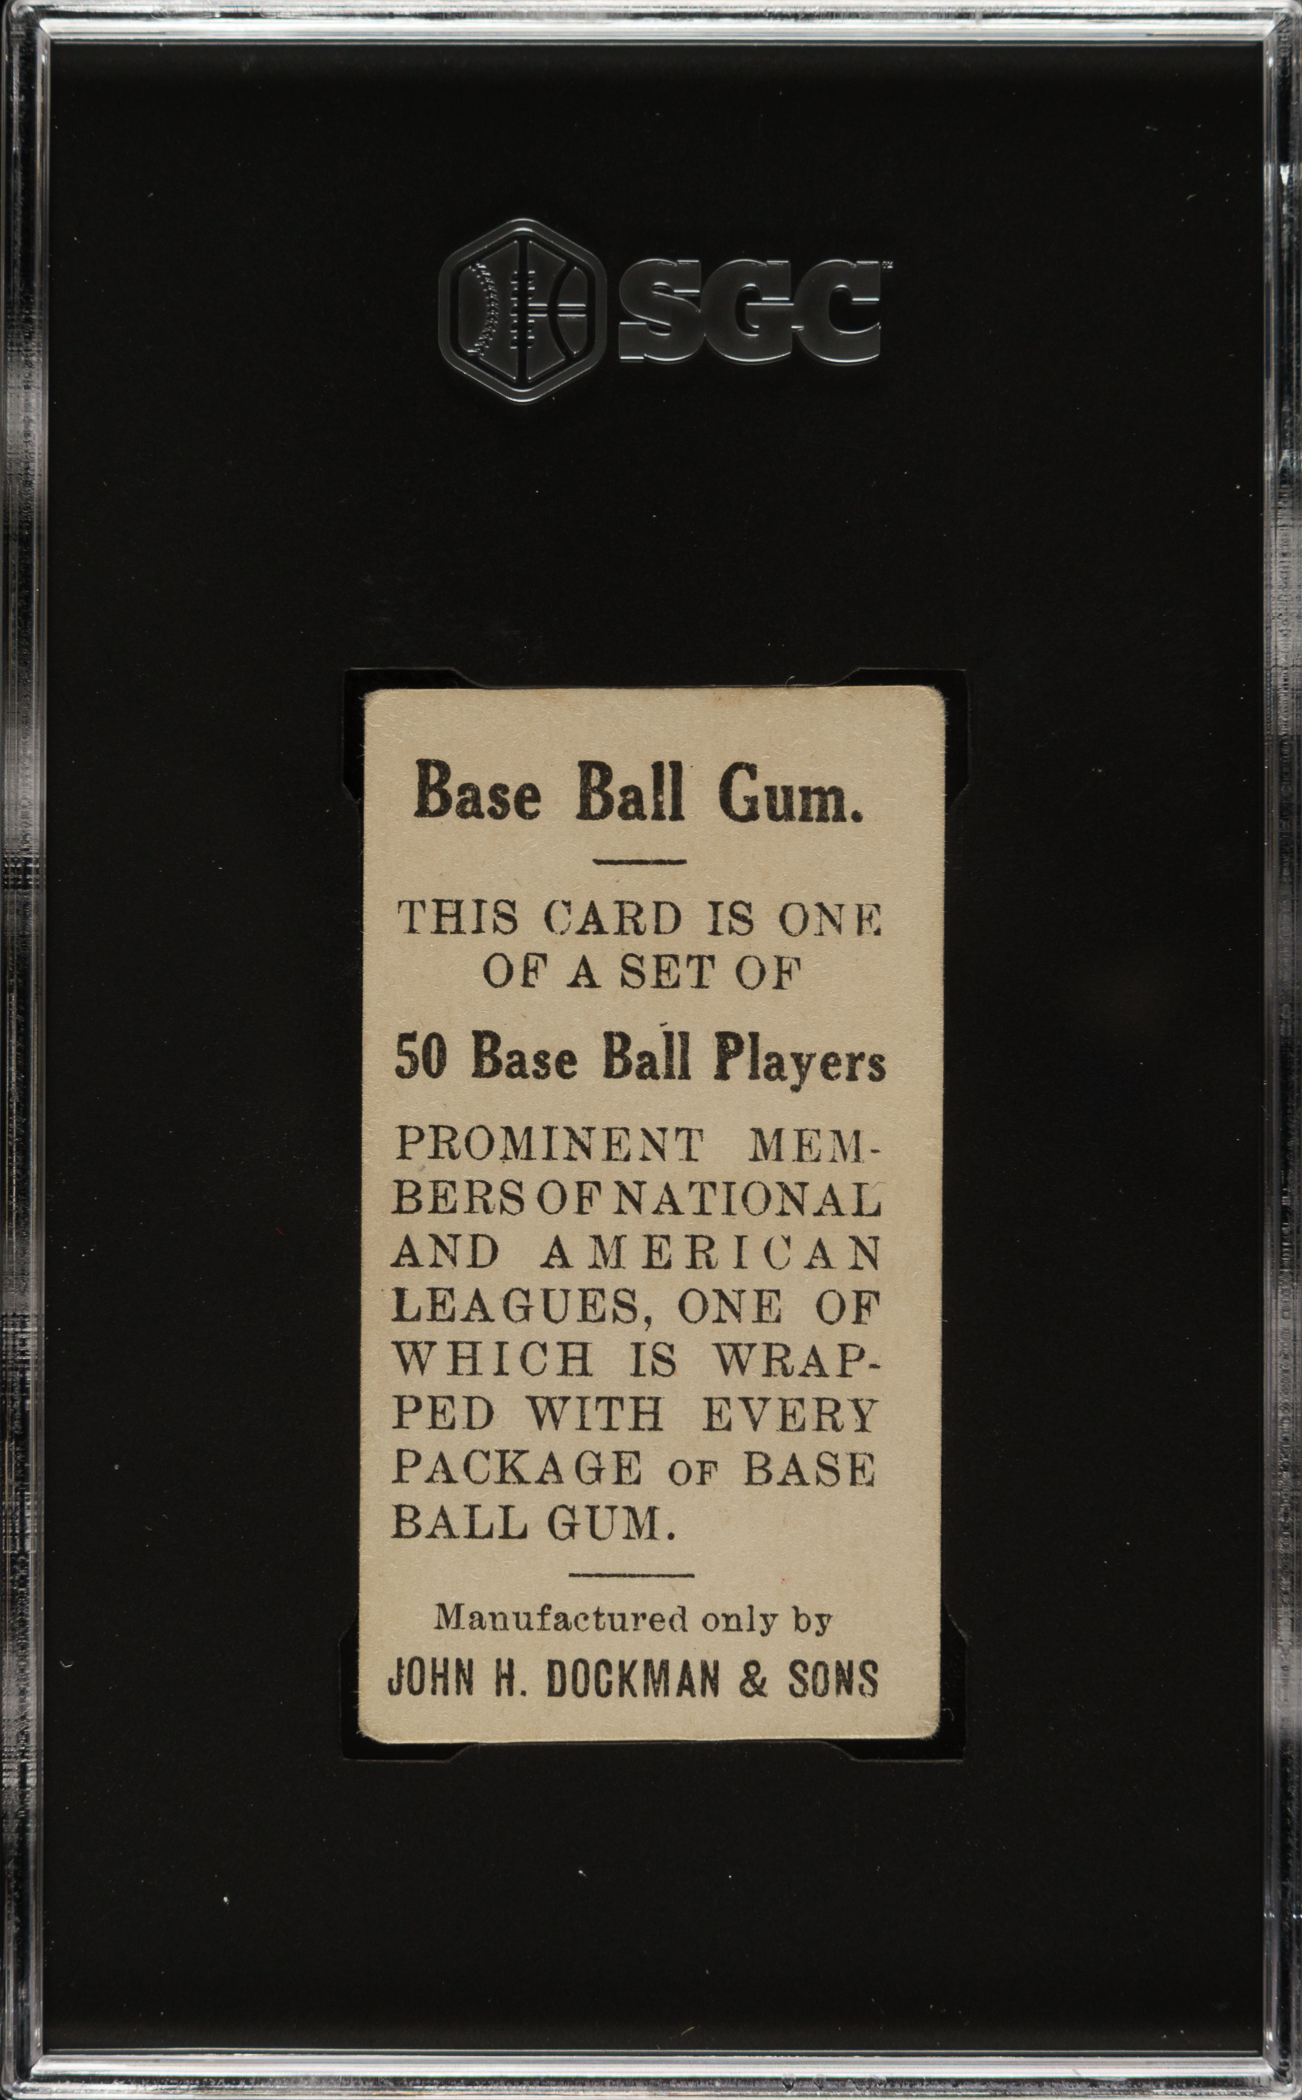 SGC™
Base Ball Gum.
THIS CARD IS ONE
OF A SET OF
50 Base Ball Players
PROMINENT MEM-
BERS OF NATIONAL
AND AMERICAN
LEAGUES, ONE OF
WHICH IS WRAP-
PED WITH EVERY
PACKAGE OF BASE
BALL GUM.
Manufactured only by
JOHN H. DOCKMAN & SONS